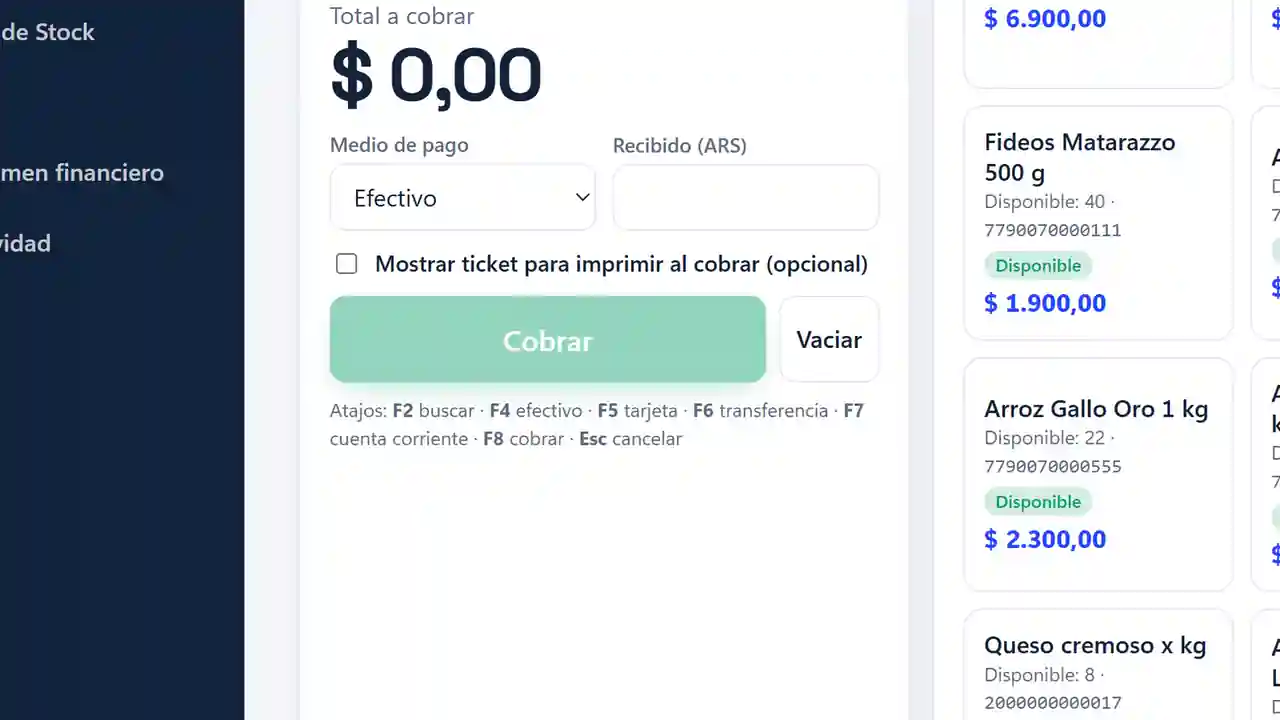 de Stock
men financiero
vidad
Total a cobrar
$ 0,00
Medio de pago
Recibido (ARS)
Efectivo
Mostrar ticket para imprimir al cobrar (opcional)
Cobrar
Vaciar
Atajos: F2 buscar · F4 efectivo · F5 tarjeta · F6 transferencia · F7
cuenta corriente · F8 cobrar · Esc cancelar
$ 6.900,00
Fideos Matarazzo
500 g
Disponible: 40 ·
7790070000111
Disponible
$ 1.900,00
Arroz Gallo Oro 1 kg
Disponible: 22 ·
7790070000555
Disponible
$ 2.300,00
Queso cremoso x kg
Disponible: 8 ·
2000000000017